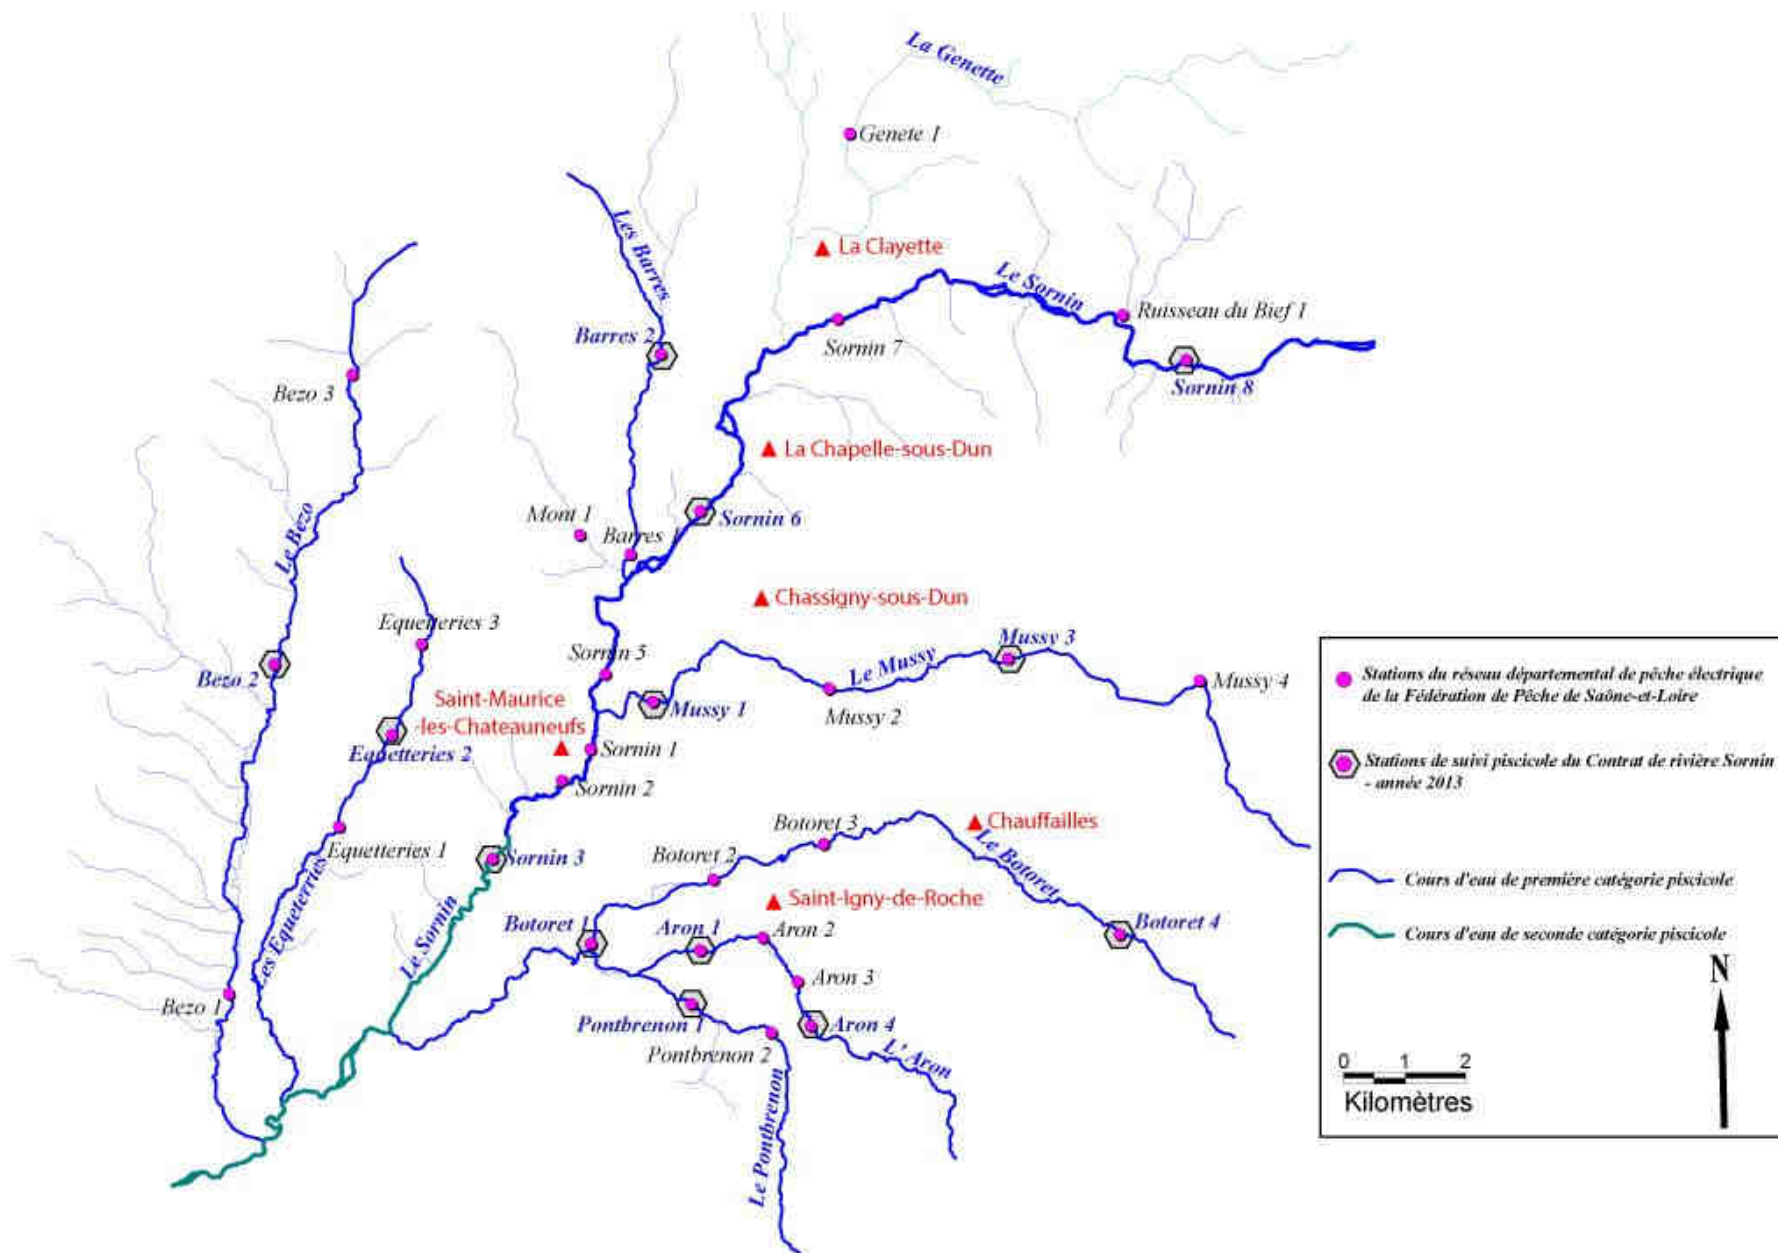 La Genette
Genete 1
Les Barres
La Clayette
Le Sornin
Ruisseau du Bief 1
Barres 2
Sornin 7
Sornin 8
Bezo 3
La Chapelle-sous-Dun
Mont 1
Sornin 6
Barres 1
Le Bezo
Chassigny-sous-Dun
Equetteries 3
Mussy 3
Sornin 5
Le Mussy
Bezo 2
Mussy 4
Saint-Maurice
-les-Chateauneufs
Mussy 1
Mussy 2
Equetteries 2
Sornin 1
Sornin 2
Chauffailles
Botoret 3
Equetteries 1
Sornin 3
Botoret 2
Le Botoret
Saint-Igny-de-Roche
Les Equeterries
Le Sornin
Botoret 1
Aron 1
Aron 2
Botoret 4
Aron 3
Bezo 1
Pontbrenon 1
Aron 4
Pontbrenon 2
L' Aron
Le Pontbrenon
Stations du réseau départemental de pêche électrique
de la Fédération de Pêche de Saône-et-Loire
Stations de suivi piscicole du Contrat de rivière Sornin
- année 2013
Cours d'eau de première catégorie piscicole
Cours d'eau de seconde catégorie piscicole
N
0 1 2
Kilomètres